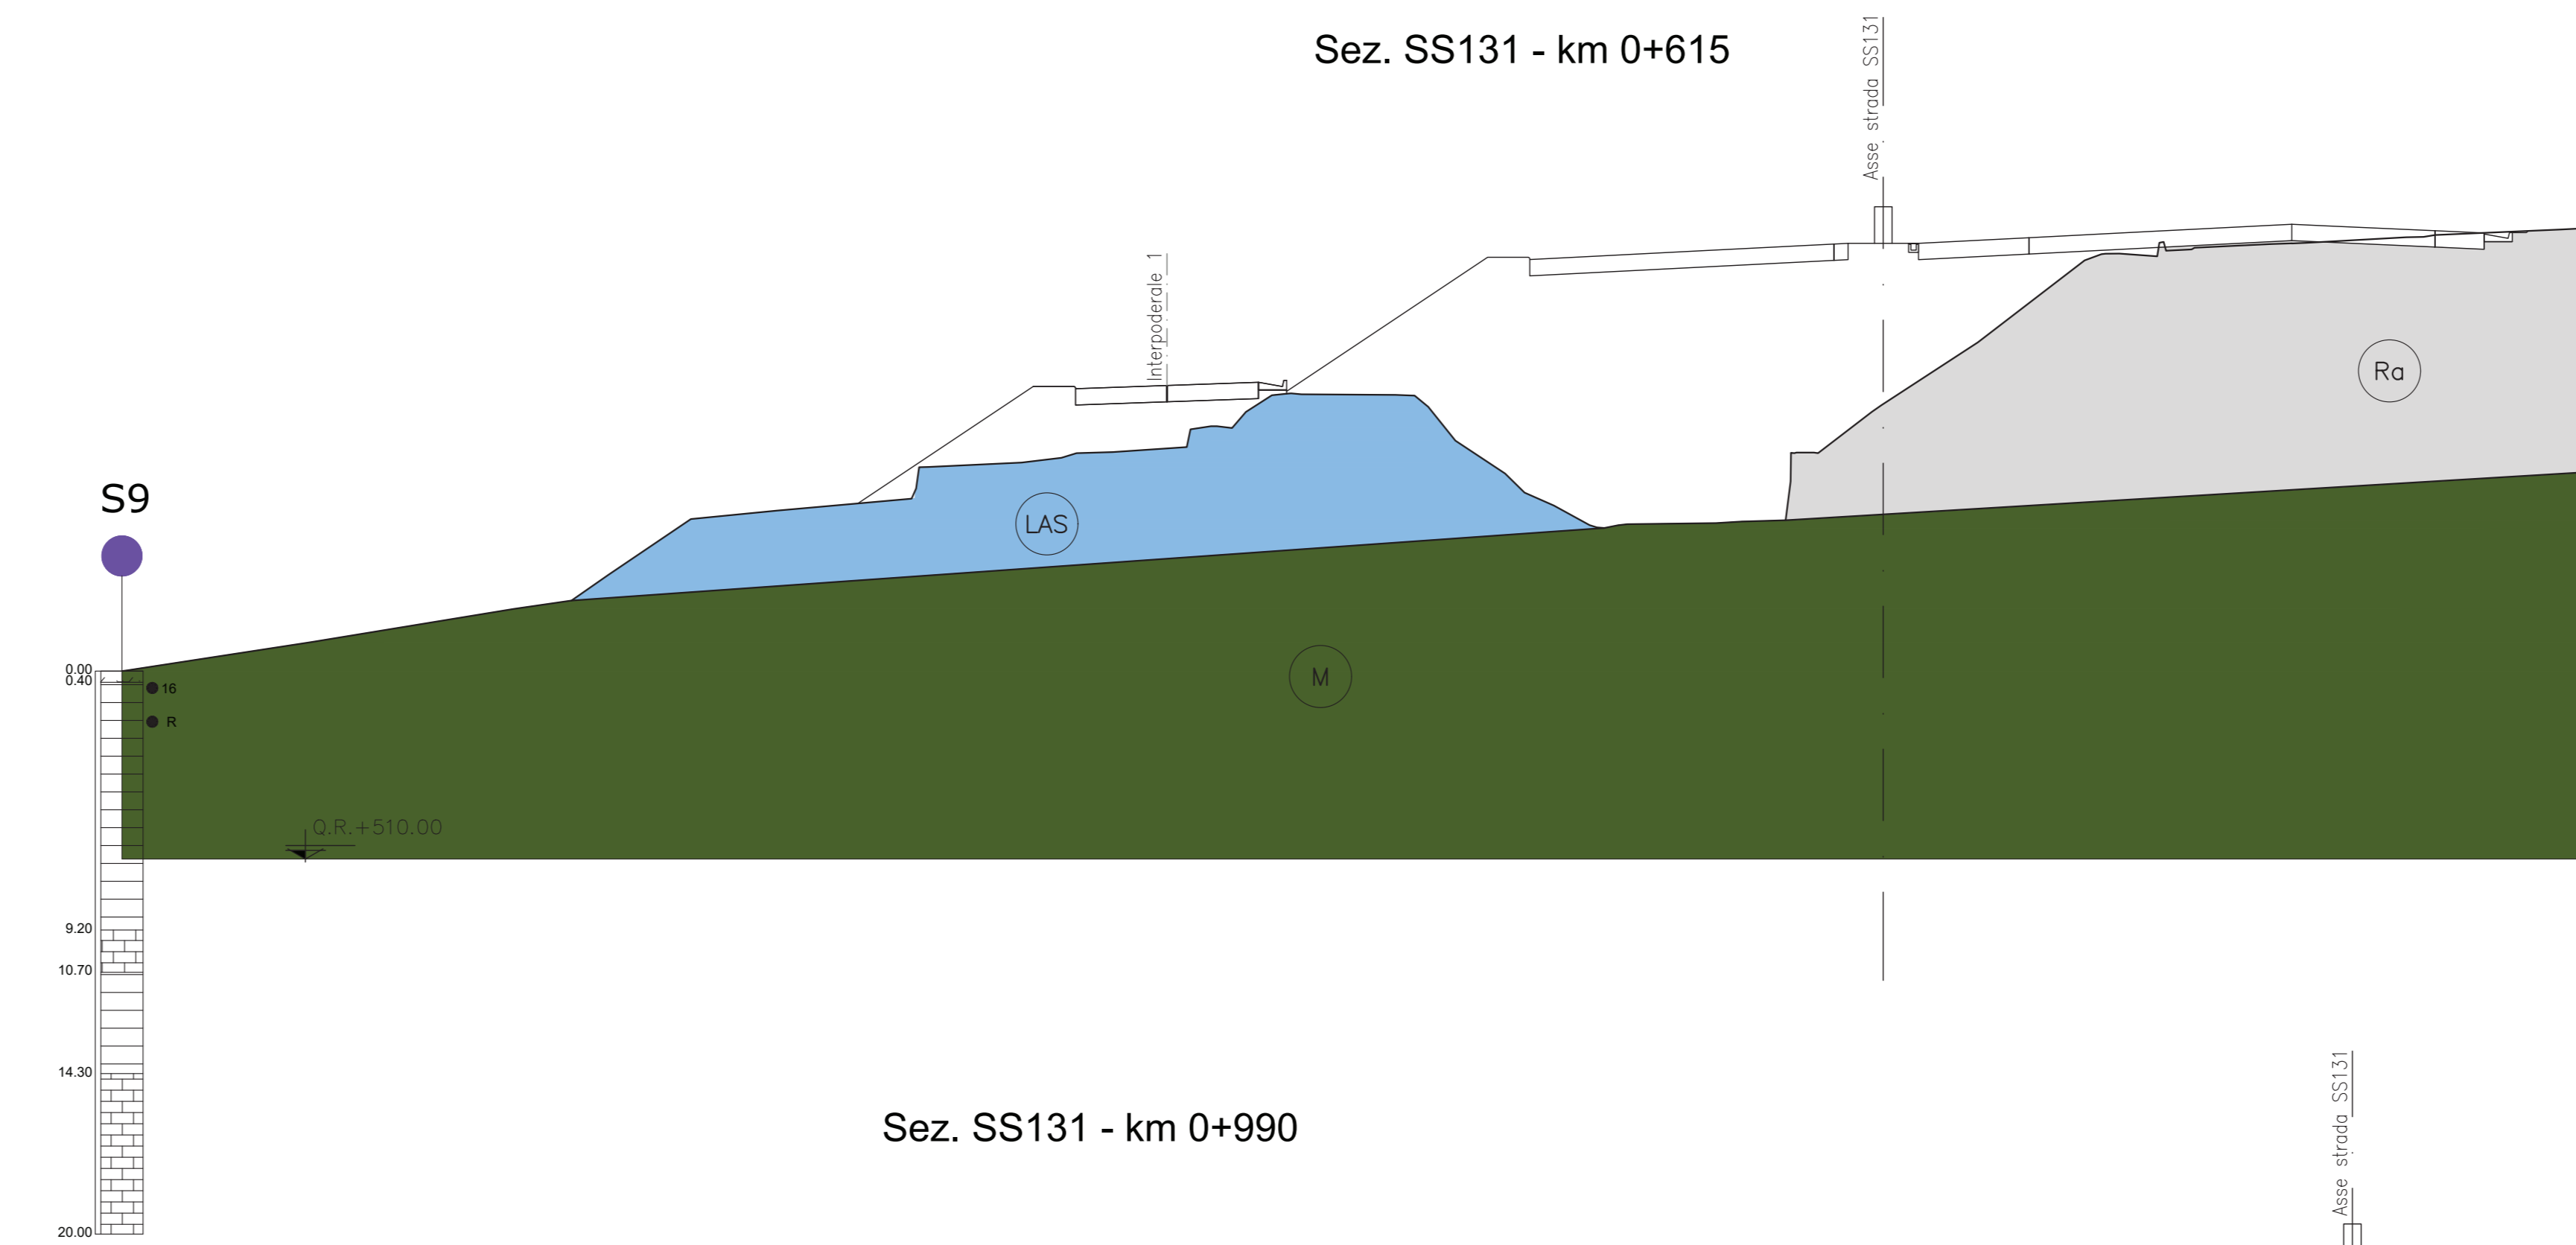 Sez. SS131 - km 0+615
Asse strada SS131
Interpoderale 1
Ra
S9
LAS
M
0.00
0.40
16
R
Q.R.+510.00
9.20
10.70
14.30
20.00
Sez. SS131 - km 0+990
Asse strada SS131